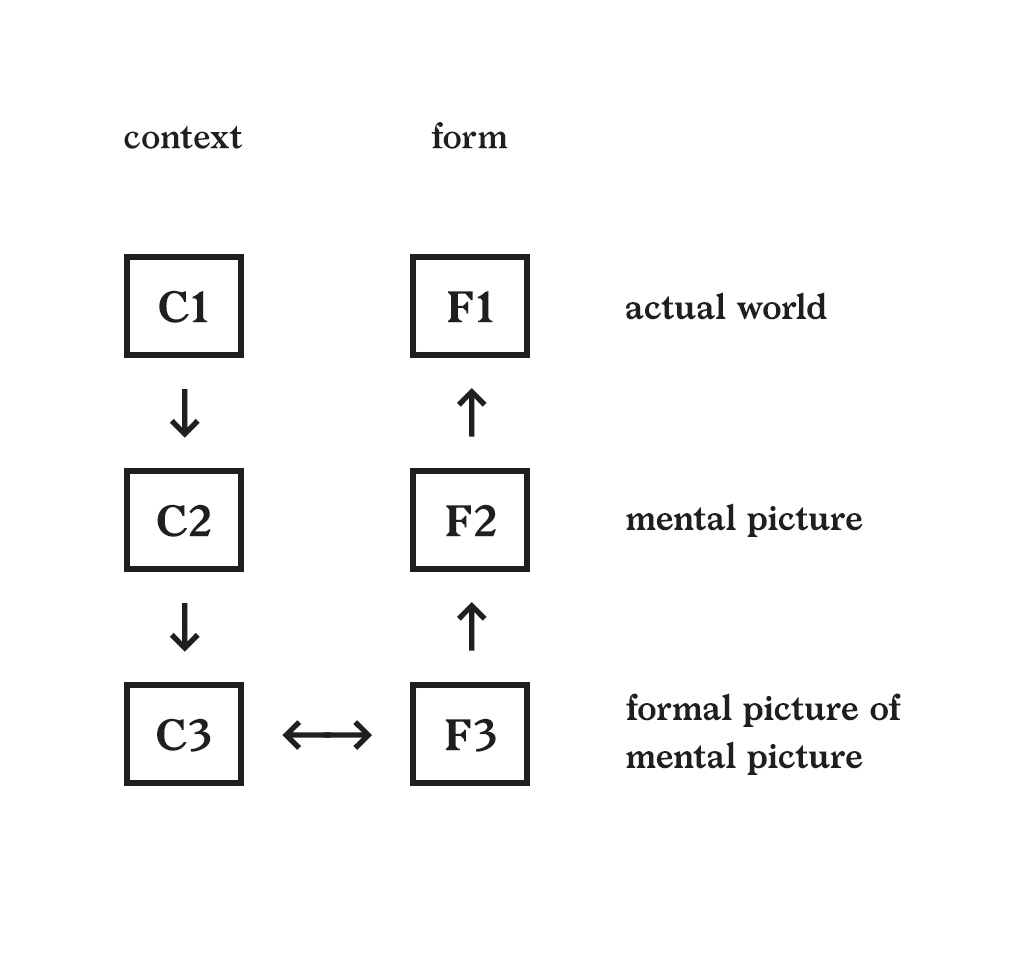 context form
C1 F1 actual world
C2 F2 mental picture
C3 F3 formal picture of
mental picture